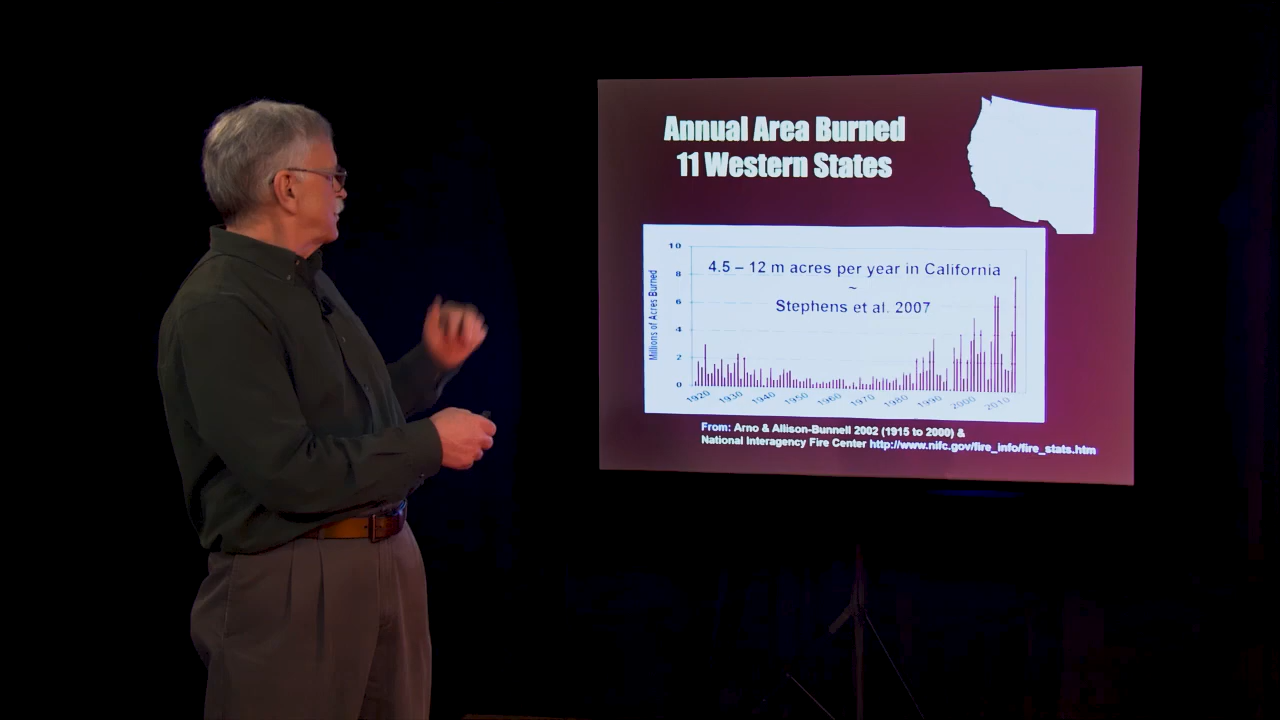 Annual Area Burned
11 Western States
10
8
6
4
2
0
Millions of Acres Burned
4.5 – 12 m acres per year in California
~
Stephens et al. 2007
1920 1930 1940 1950 1960 1970 1980 1990 2000 2010
From: Arno & Allison-Bunnell 2002 (1915 to 2000) &
National Interagency Fire Center http://www.nifc.gov/fire_info/fire_stats.htm